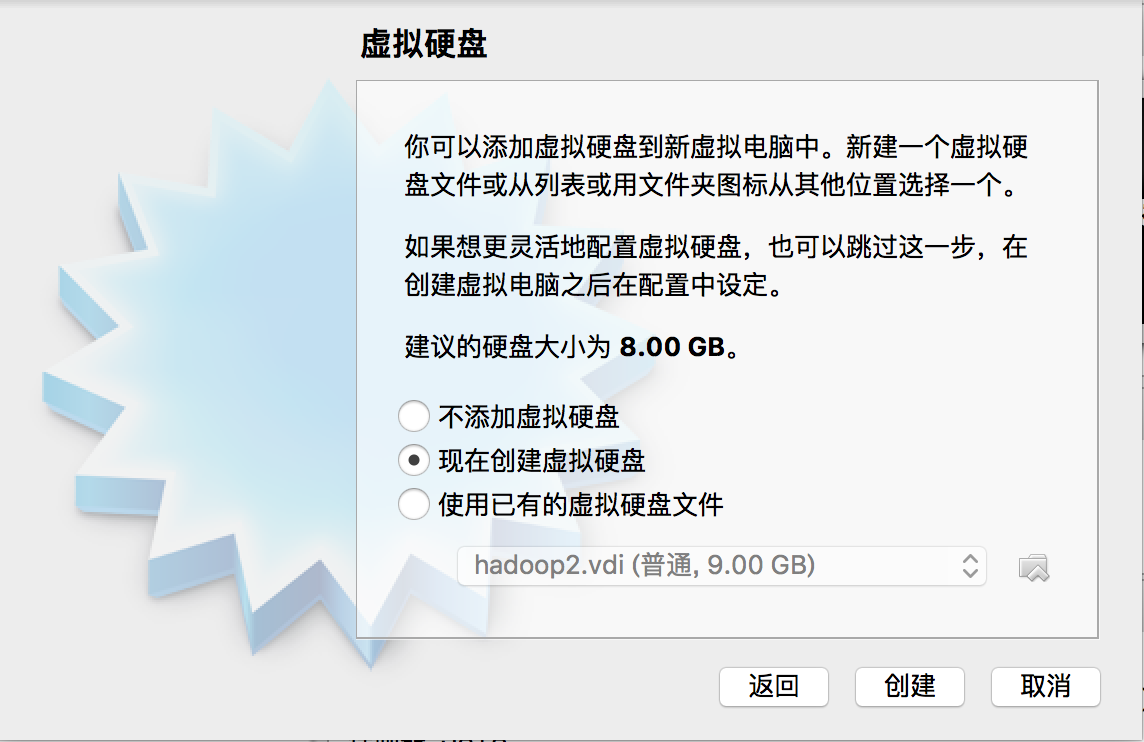 虚拟硬盘
你可以添加虚拟硬盘到新虚拟电脑中。新建一个虚拟硬
盘文件或从列表或用文件夹图标从其他位置选择一个。
如果想更灵活地配置虚拟硬盘，也可以跳过这一步，在
创建虚拟电脑之后在配置中设定。
建议的硬盘大小为 8.00 GB。
不添加虚拟硬盘
现在创建虚拟硬盘
使用已有的虚拟硬盘文件
hadoop2.vdi (普通, 9.00 GB)
返回 创建 取消